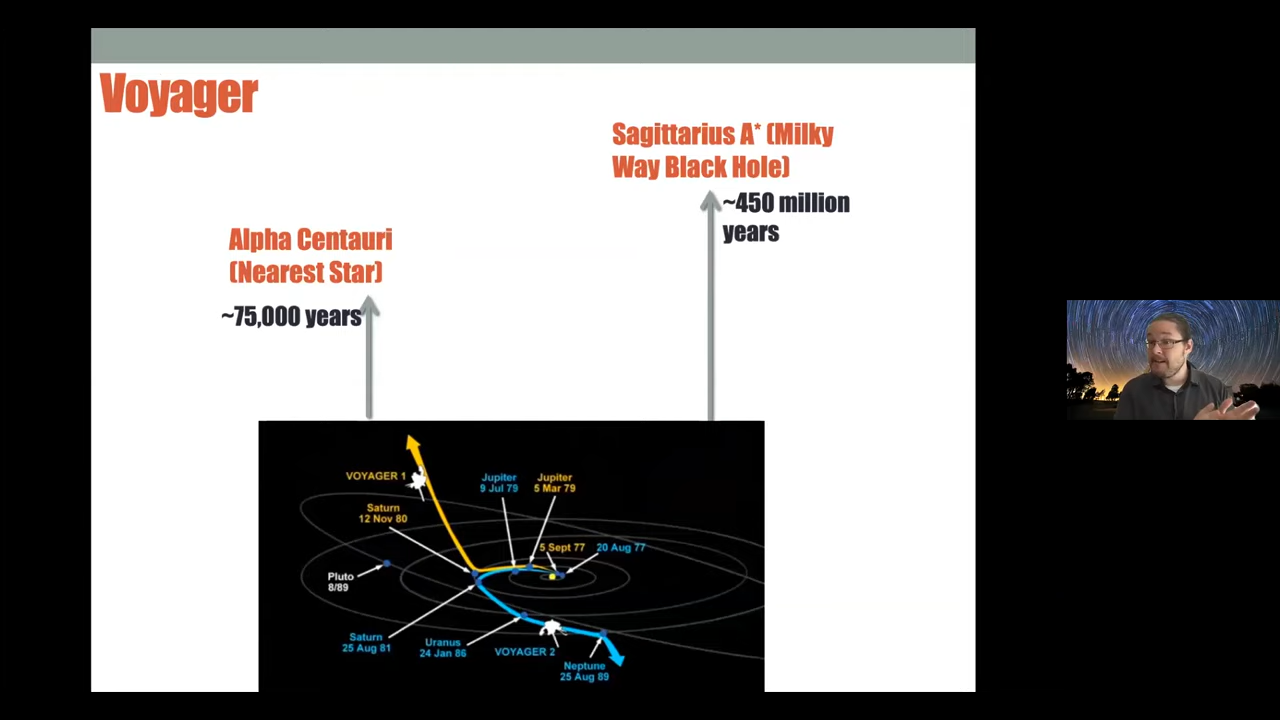 Voyager
Sagittarius A* (Milky
Way Black Hole)
~450 million
years
Alpha Centauri
(Nearest Star)
~75,000 years
VOYAGER 1
Jupiter
9 Jul 79
Jupiter
5 Mar 79
Saturn
12 Nov 80
5 Sept 77
20 Aug 77
Pluto
8/89
Saturn
25 Aug 81
Uranus
24 Jan 86
VOYAGER 2
Neptune
25 Aug 89